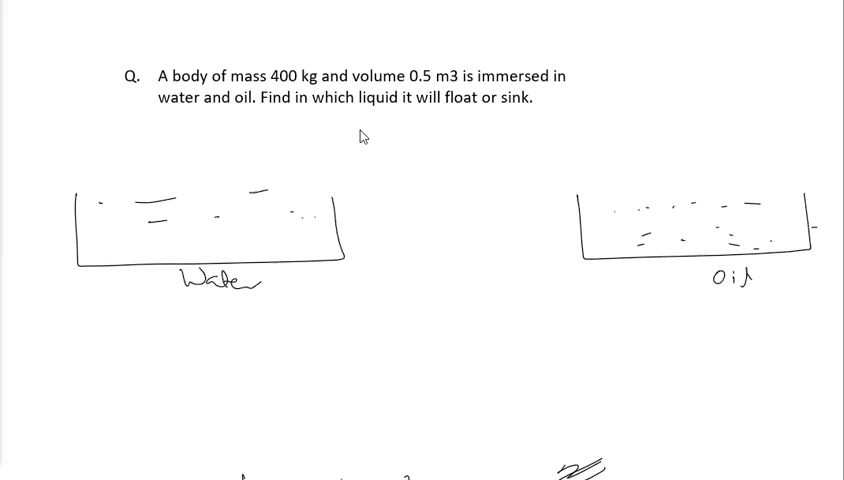 Q. A body of mass 400 kg and volume 0.5 m3 is immersed in
water and oil. Find in which liquid it will float or sink.
Water
Oil